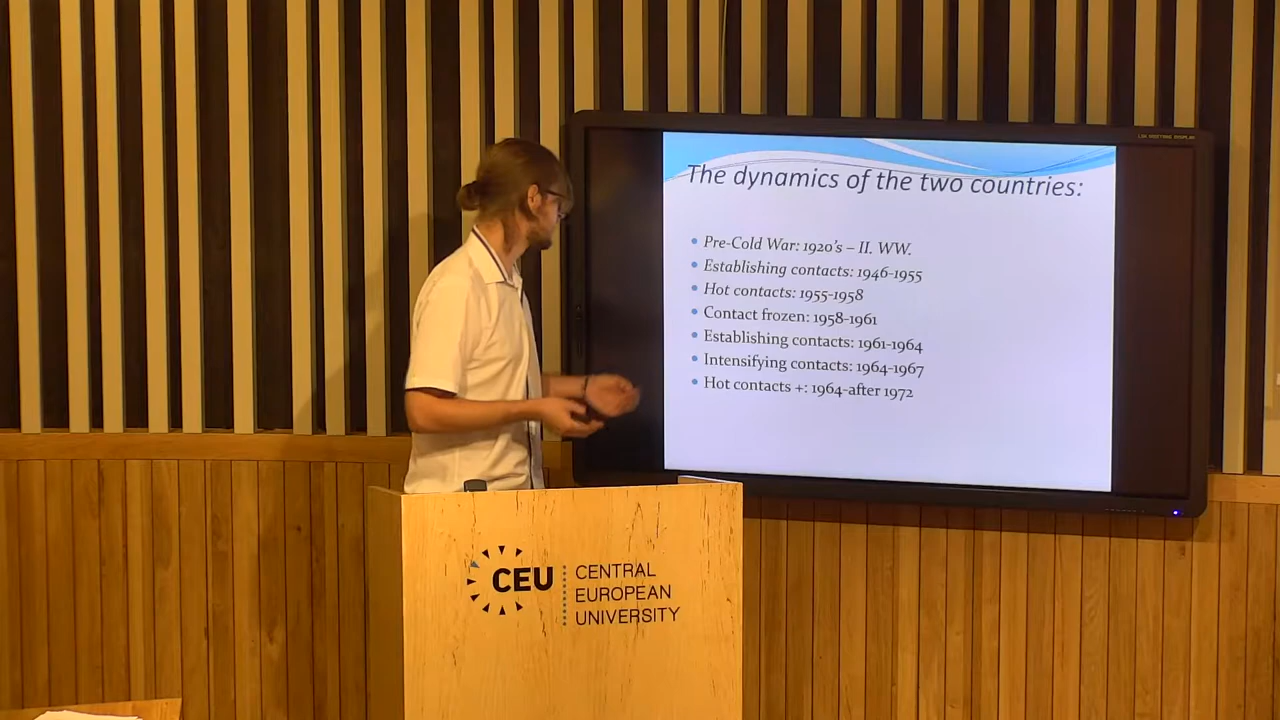 The dynamics of the two countries:
Pre-Cold War: 1920's – II. WW.
Establishing contacts: 1946-1955
Hot contacts: 1955-1958
Contact frozen: 1958-1961
Establishing contacts: 1961-1964
Intensifying contacts: 1964-1967
Hot contacts +: 1964-after 1972
CEU
CENTRAL
EUROPEAN
UNIVERSITY